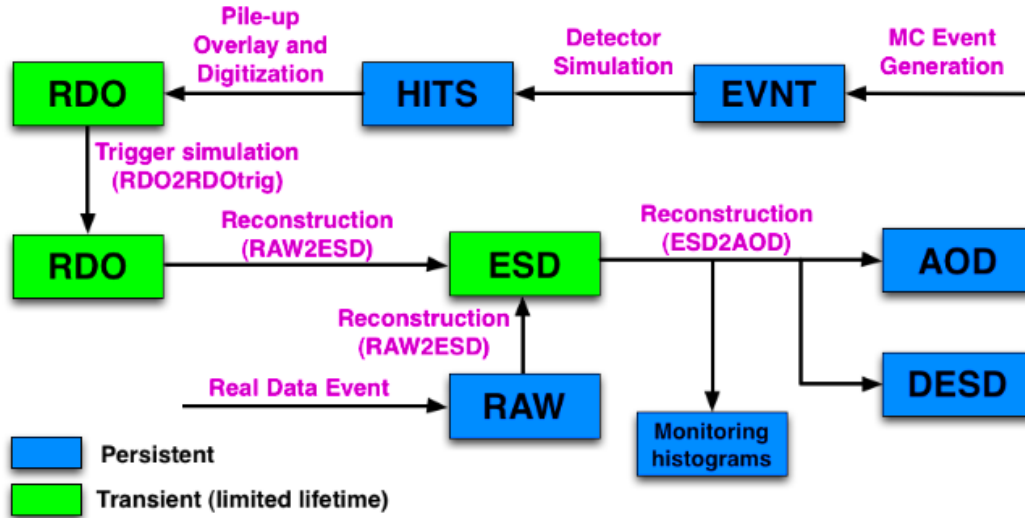 Pile-up
Overlay and
Digitization
Detector
Simulation
MC Event
Generation
RDO
HITS
EVNT
Trigger simulation
(RDO2RDOtrig)
Reconstruction
(RAW2ESD)
Reconstruction
(ESD2AOD)
RDO
ESD
AOD
Reconstruction
(RAW2ESD)
Real Data Event
RAW
DESD
Monitoring
histograms
Persistent
Transient (limited lifetime)